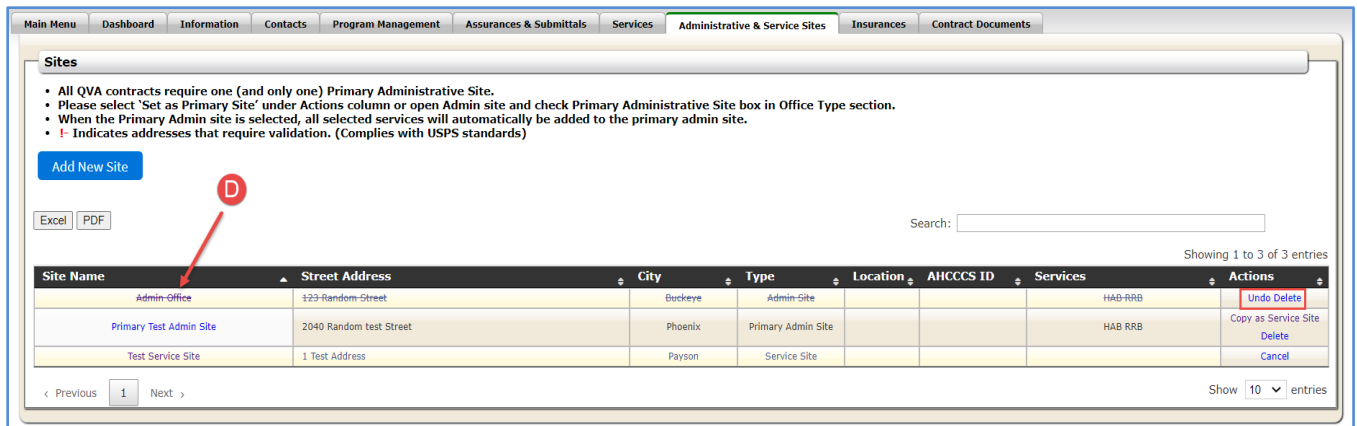 Main Menu Dashboard Information Contacts Program Management Assurances & Submittals Services Administrative & Service Sites Insurances Contract Documents
Sites
• All QVA contracts require one (and only one) Primary Administrative Site.
• Please select ‘Set as Primary Site’ under Actions column or open Admin site and check Primary Administrative Site box in Office Type section.
• When the Primary Admin site is selected, all selected services will automatically be added to the primary admin site.
• !- Indicates addresses that require validation. (Complies with USPS standards)
Add New Site
D
Excel PDF
Search:
Showing 1 to 3 of 3 entries
Site Name Street Address City Type Location AHCCCS ID Services Actions
Admin Office 123 Random Street Buckeye Admin Site HAB RRB Undo Delete
Primary Test Admin Site 2040 Random test Street Phoenix Primary Admin Site HAB RRB Copy as Service Site
Delete
Test Service Site 1 Test Address Payson Service Site Cancel
‹ Previous 1 Next › Show 10 entries